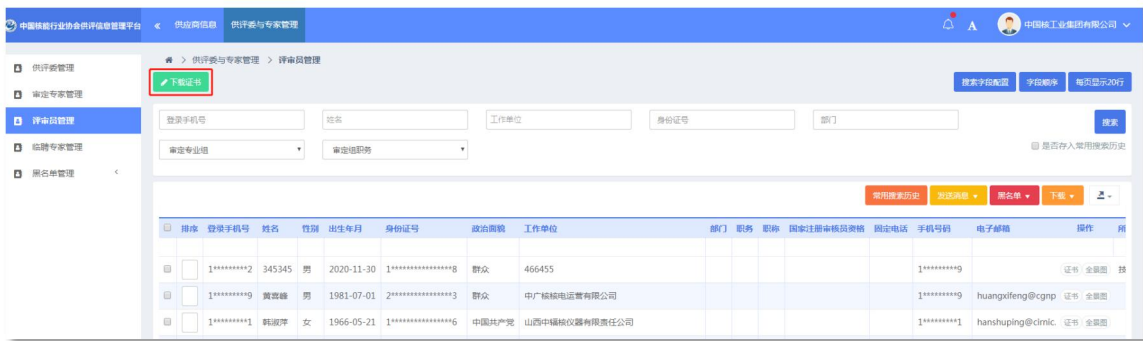 中国核能行业协会供评信息管理平台 « 供应商信息 供评委与专家管理 A 中国核工业集团有限公司
供评委管理
审定专家管理
评审员管理
临聘专家管理
黑名单管理 <
> 供评委与专家管理 > 评审员管理
下载证书 搜索字段配置 字段顺序 每页显示20行
登录手机号 姓名 工作单位 身份证号 部门 搜索
审定专业组 审定组职务 是否存入常用搜索历史
常用搜索历史 发送消息 黑名单 下载
排序 登录手机号 姓名 性别 出生年月 身份证号 政治面貌 工作单位 部门 职务 职称 国家注册审核员资格 固定电话 手机号码 电子邮箱 操作 所
1*********2 345345 男 2020-11-30 1****************8 群众 466455 1*********9 证书 全景图 技
1*********9 黄喜峰 男 1981-07-01 2****************3 群众 中广核核电运营有限公司 1*********9 huangxifeng@cgnp 证书 全景图
1*********1 韩淑萍 女 1966-05-21 1****************6 中国共产党 山西中辐核仪器有限责任公司 1*********1 hanshuping@cirnic. 证书 全景图